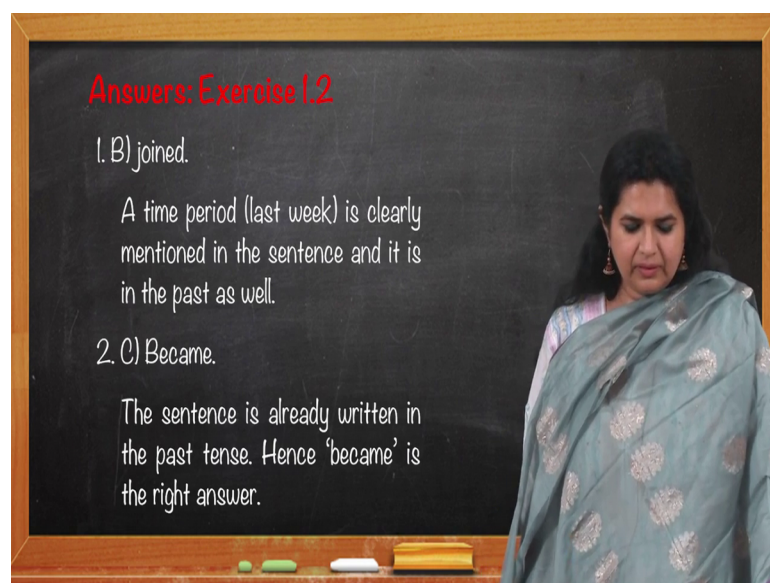 Answers: Exercise 1.2
1. B) joined.
A time period (last week) is clearly
mentioned in the sentence and it is
in the past as well.
2. C) Became.
The sentence is already written in
the past tense. Hence ‘became’ is
the right answer.